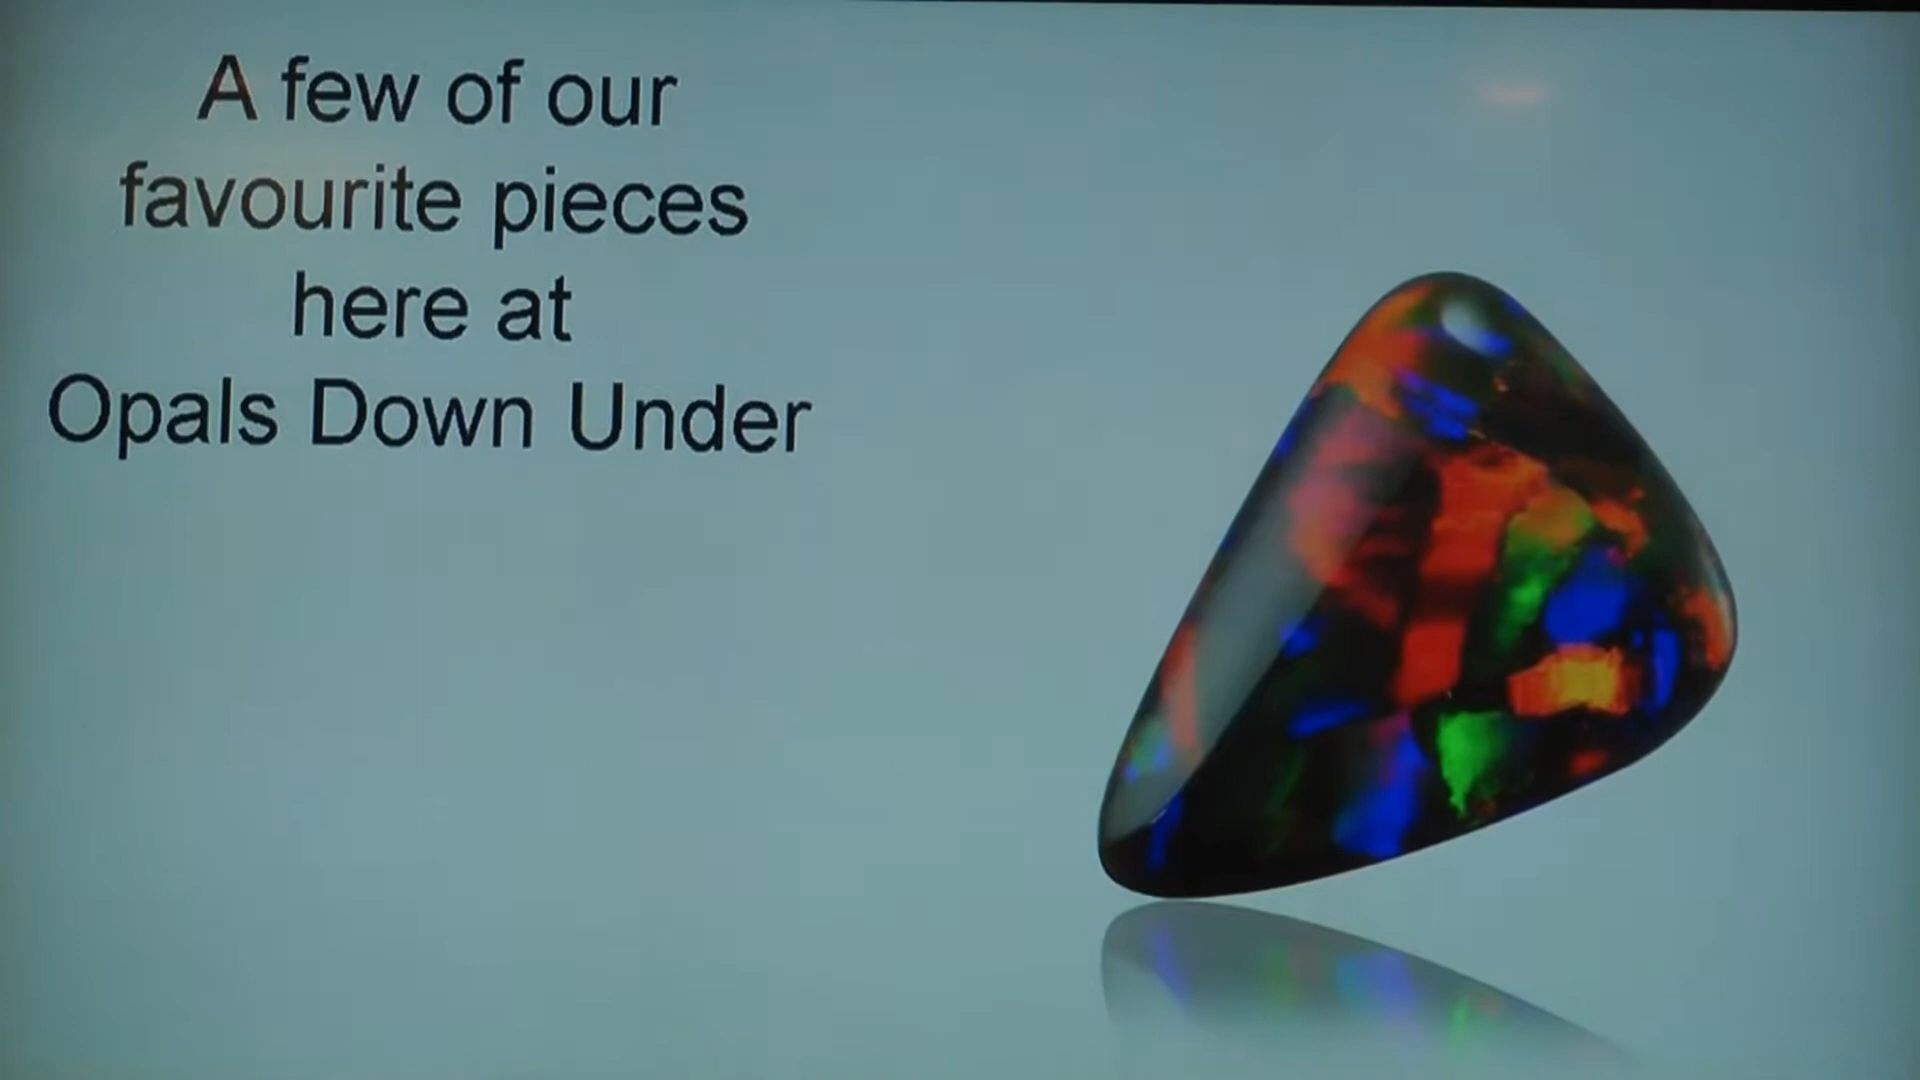 A few of our
favourite pieces
here at
Opals Down Under